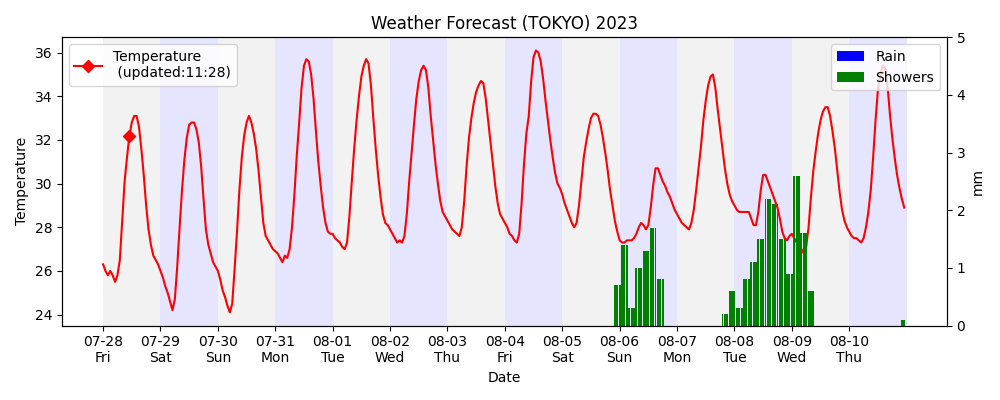 Weather Forecast (TOKYO) 2023
Temperature
(updated:11:28)
Rain
Showers
36
34
32
30
28
26
24
Temperature
5
4
3
2
1
0
mm
07-28 07-29 07-30 07-31 08-01 08-02 08-03 08-04 08-05 08-06 08-07 08-08 08-09 08-10
Fri Sat Sun Mon Tue Wed Thu Fri Sat Sun Mon Tue Wed Thu
Date